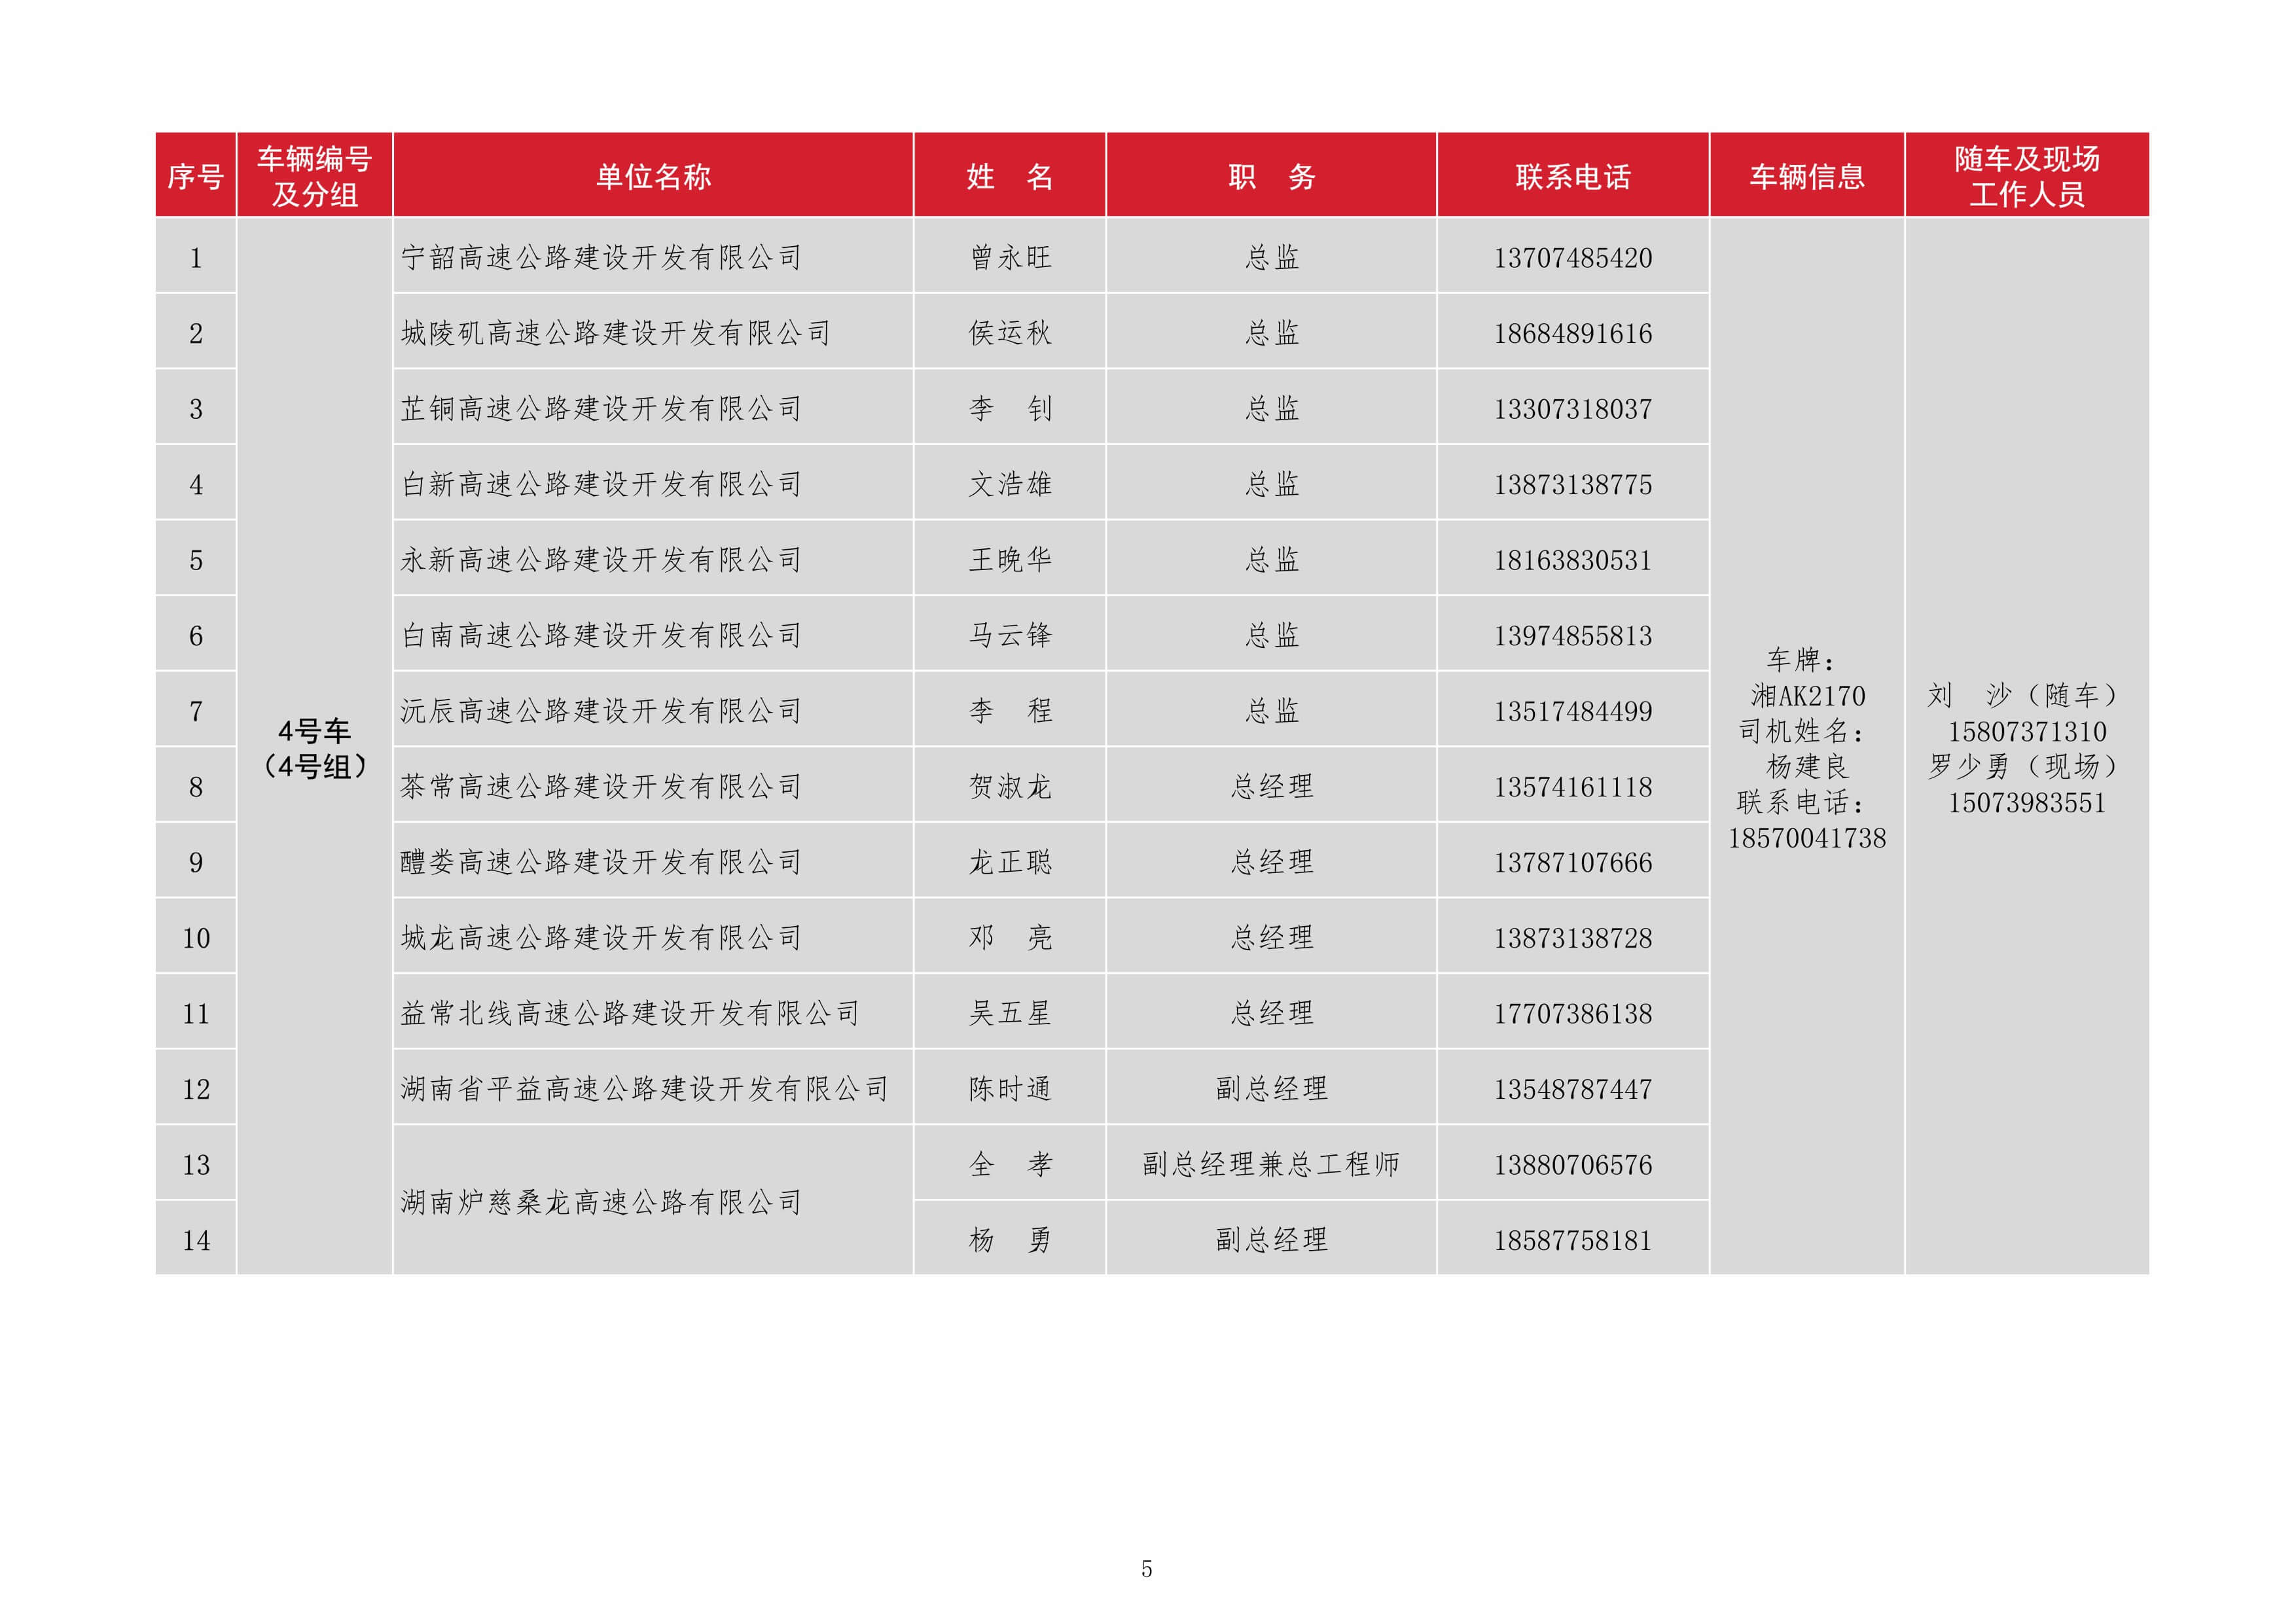 序号 车辆编号及分组 单位名称 姓　名 职　务 联系电话 车辆信息 随车及现场工作人员
1 宁韶高速公路建设开发有限公司 曾永旺 总监 13707485420
2 城陵矶高速公路建设开发有限公司 侯运秋 总监 18684891616
3 芷铜高速公路建设开发有限公司 李　钊 总监 13307318037
4 白新高速公路建设开发有限公司 文浩雄 总监 13873138775
5 永新高速公路建设开发有限公司 王晚华 总监 18163830531
6 白南高速公路建设开发有限公司 马云锋 总监 13974855813
7 沅辰高速公路建设开发有限公司 李　程 总监 13517484499
8 茶常高速公路建设开发有限公司 贺淑龙 总经理 13574161118
9 醴娄高速公路建设开发有限公司 龙正聪 总经理 13787107666
10 城龙高速公路建设开发有限公司 邓　亮 总经理 13873138728
11 益常北线高速公路建设开发有限公司 吴五星 总经理 17707386138
12 湖南省平益高速公路建设开发有限公司 陈时通 副总经理 13548787447
13 湖南炉慈桑龙高速公路有限公司 全　孝 副总经理兼总工程师 13880706576
14 杨　勇 副总经理 18587758181
4号车
（4号组）
车牌：
湘AK2170
司机姓名：
杨建良
联系电话：
18570041738
刘　沙（随车）
15807371310
罗少勇（现场）
15073983551
5